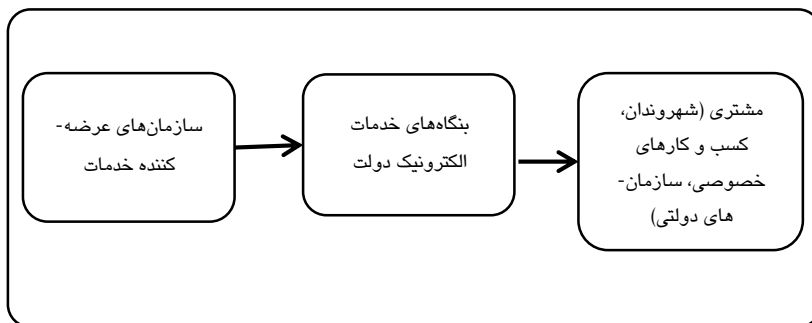 سازمان‌های عرضه-
کننده خدمات
بنگاه‌های خدمات
الکترونیک دولت
مشتری (شهروندان،
کسب و کارهای
خصوصی، سازمان-
های دولتی)